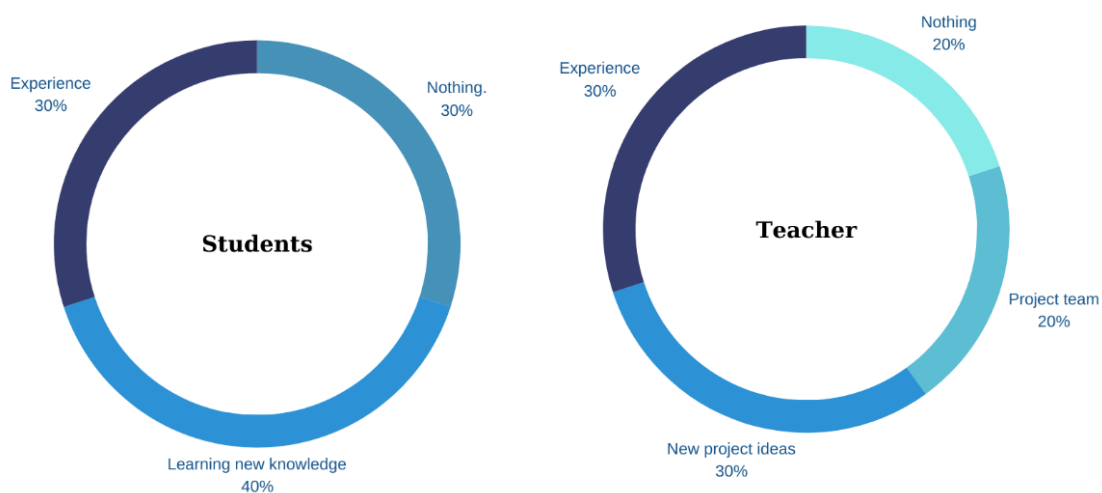 Experience
30%
Nothing.
30%
Students
Learning new knowledge
40%
Nothing
20%
Experience
30%
Teacher
Project team
20%
New project ideas
30%